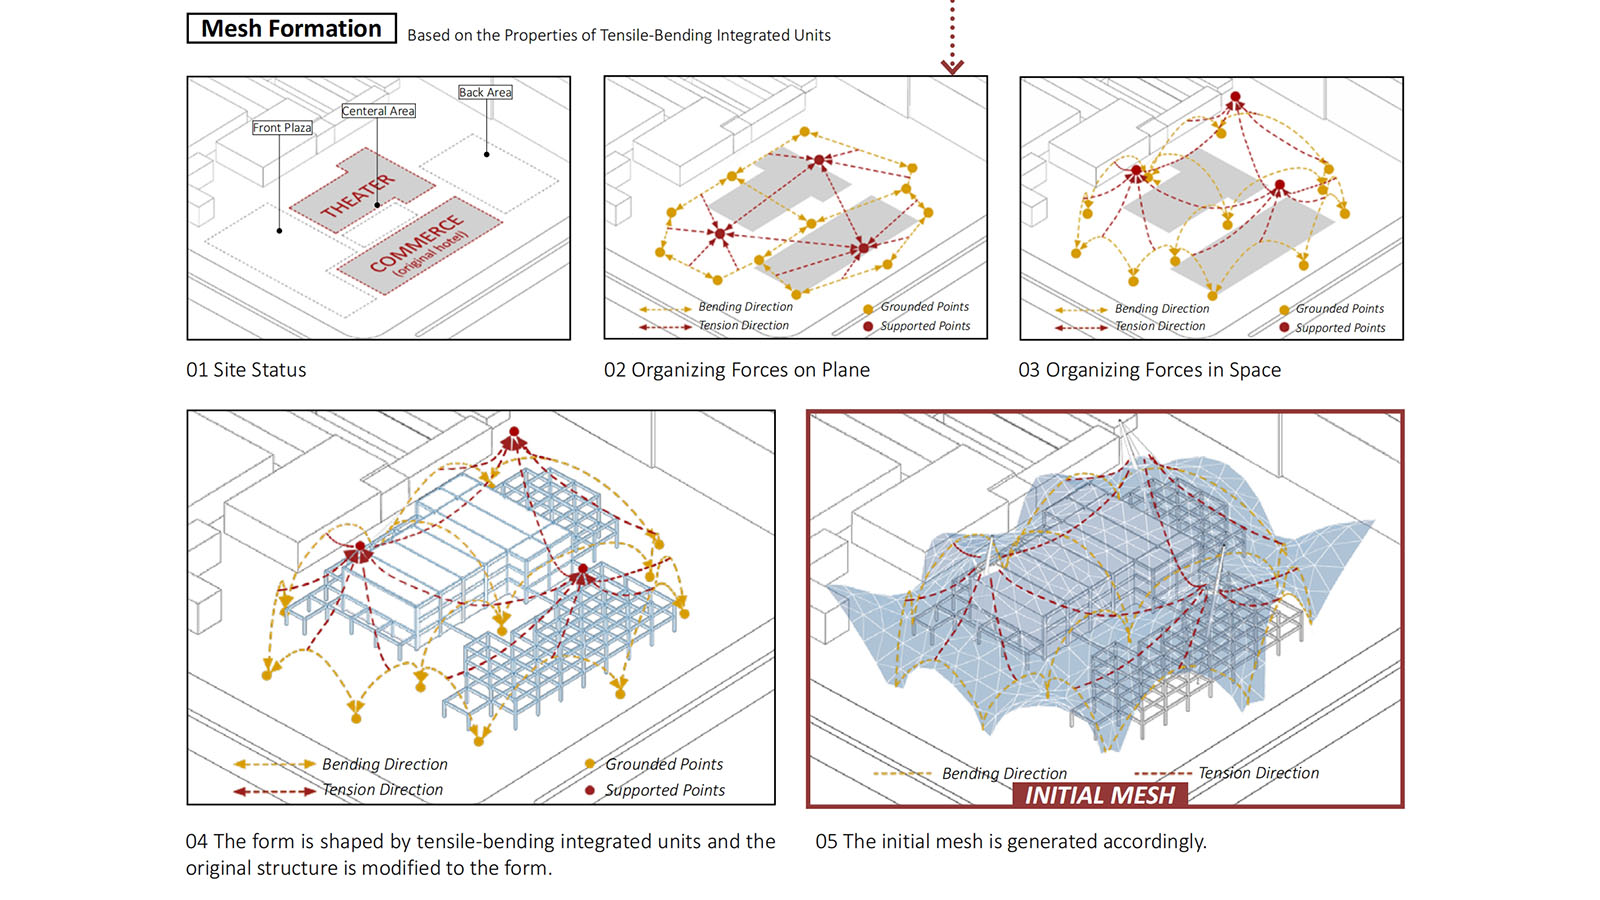 Mesh Formation
Based on the Properties of Tensile-Bending Integrated Units
Back Area
Centeral Area
Front Plaza
THEATER
COMMERCE
(original hotel)
Bending Direction
Grounded Points
Tension Direction
Supported Points
Bending Direction
Grounded Points
Tension Direction
Supported Points
01 Site Status
02 Organizing Forces on Plane
03 Organizing Forces in Space
Bending Direction
Grounded Points
Tension Direction
Supported Points
Bending Direction
Tension Direction
INITIAL MESH
04 The form is shaped by tensile-bending integrated units and the
original structure is modified to the form.
05 The initial mesh is generated accordingly.